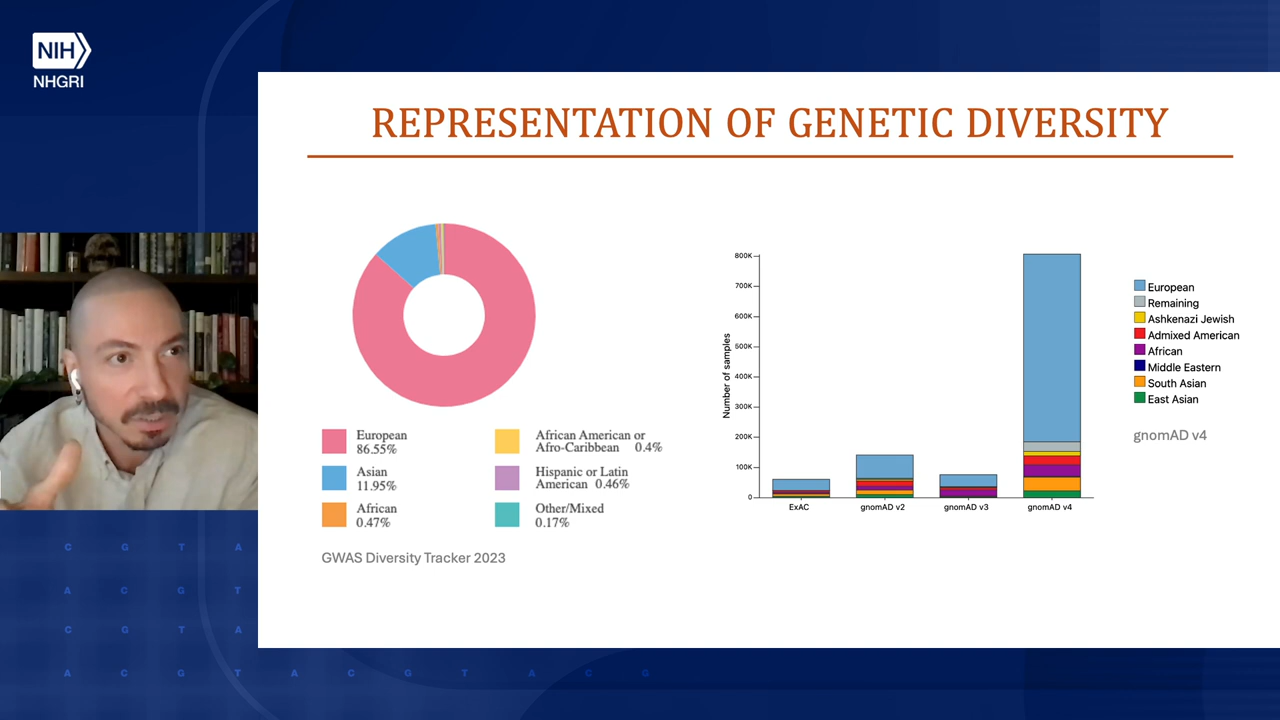 NIH
NHGRI
REPRESENTATION OF GENETIC DIVERSITY
European
86.55%
Asian
11.95%
African
0.47%
African American or
Afro-Caribbean 0.4%
Hispanic or Latin
American 0.46%
Other/Mixed
0.17%
GWAS Diversity Tracker 2023
Number of samples
800K
700K
600K
500K
400K
300K
200K
100K
0
ExAC
gnomAD v2
gnomAD v3
gnomAD v4
European
Remaining
Ashkenazi Jewish
Admixed American
African
Middle Eastern
South Asian
East Asian
gnomAD v4
C G T A
A C G T
C G T A
A C G T A C G T A C G